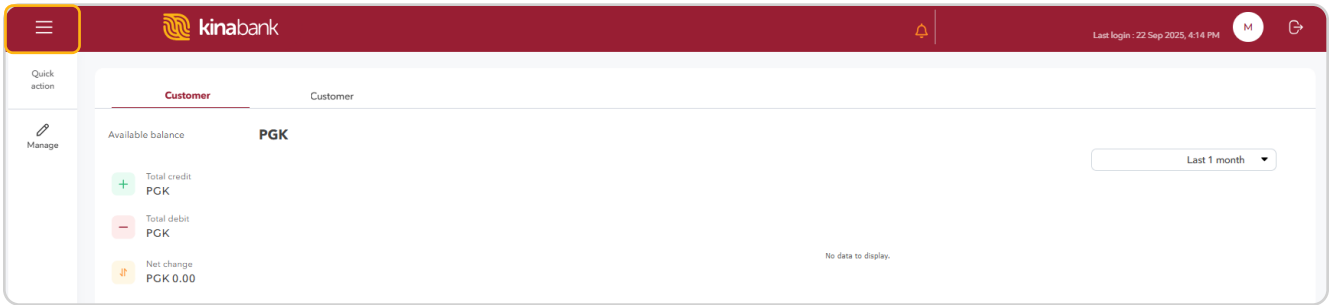 kinabank
Last login : 22 Sep 2025, 4:14 PM
M
Quick
action
Manage
Customer
Customer
Available balance
PGK
Last 1 month
Total credit
PGK
Total debit
PGK
Net change
PGK 0.00
No data to display.